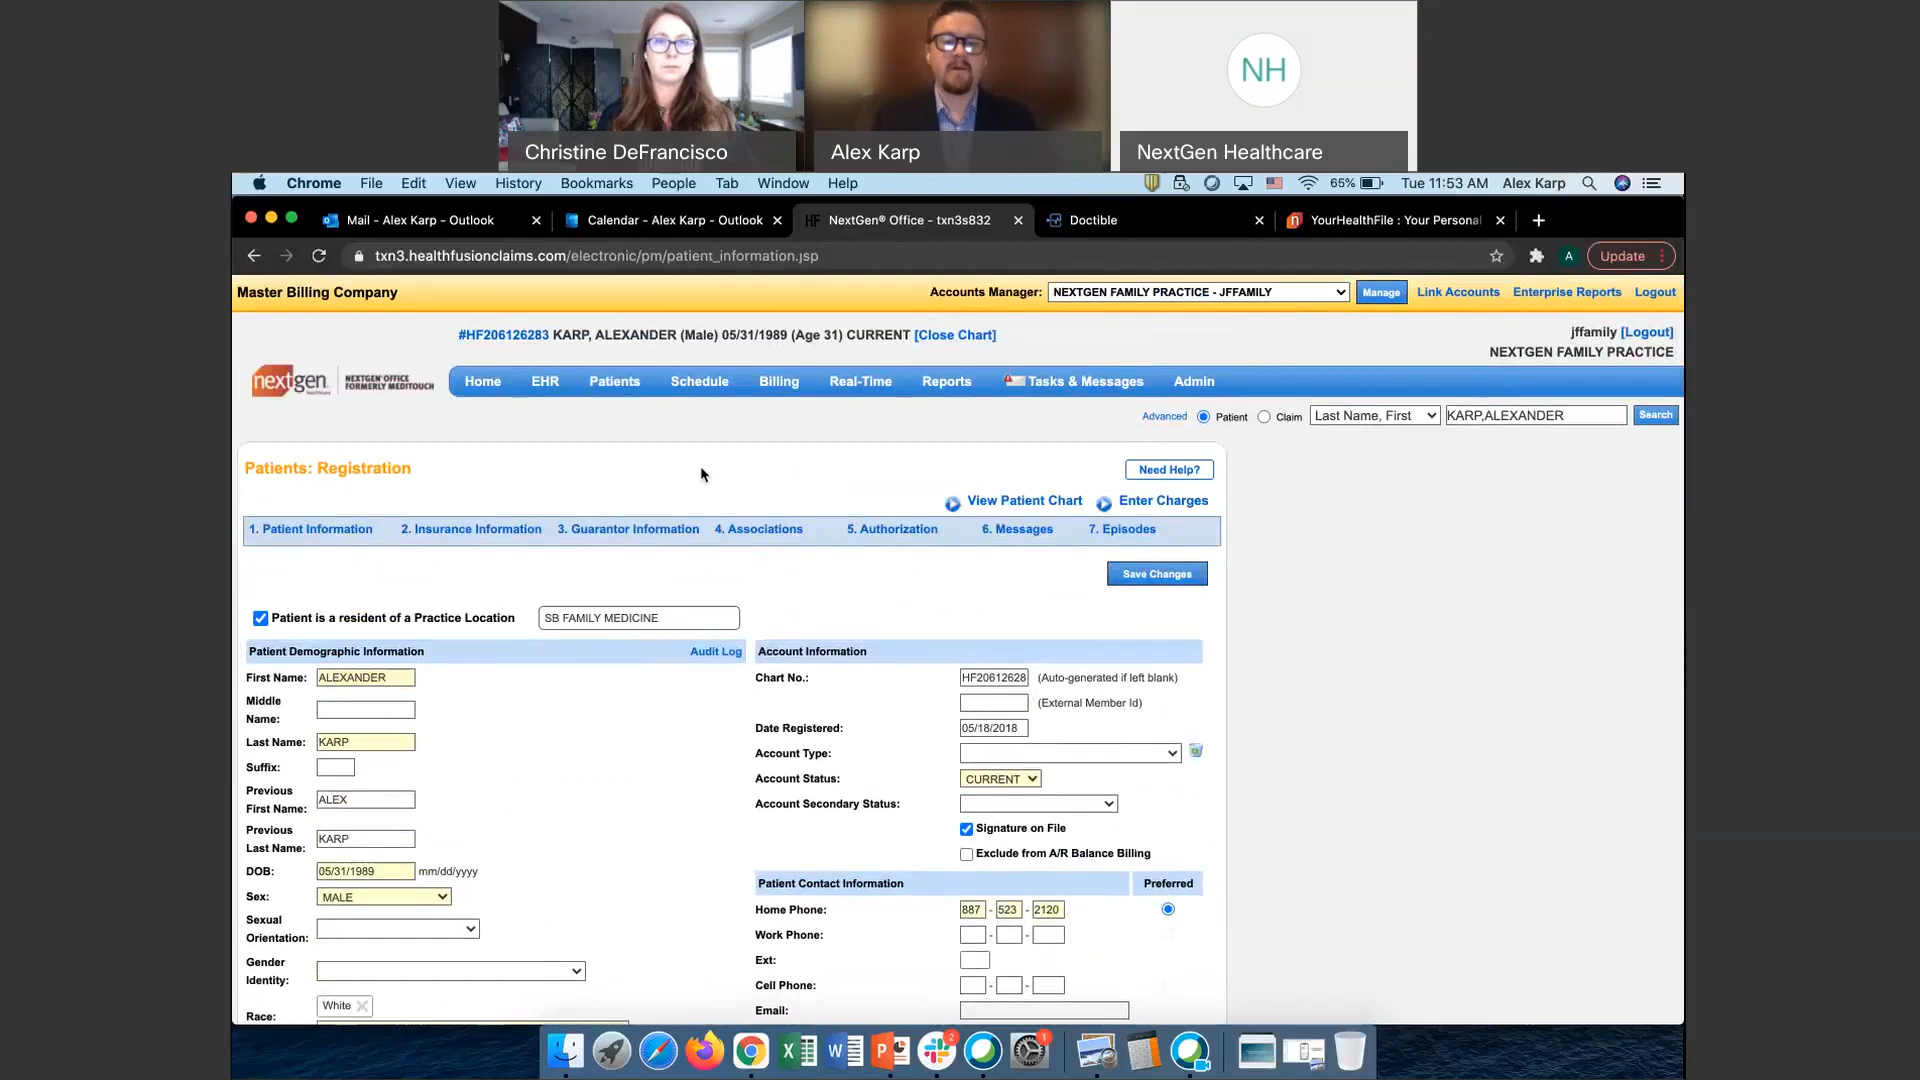 Christine DeFrancisco
Alex Karp
NH
NextGen Healthcare
Chrome File Edit View History Bookmarks People Tab Window Help 65% Tue 11:53 AM Alex Karp
Mail - Alex Karp - Outlook
Calendar - Alex Karp - Outlook
HF NextGen® Office - txn3s832
Doctible
YourHealthFile : Your Personal
txn3.healthfusionclaims.com/electronic/pm/patient_information.jsp
A Update
Master Billing Company
Accounts Manager: NEXTGEN FAMILY PRACTICE - JFFAMILY Manage Link Accounts Enterprise Reports Logout
#HF206126283 KARP, ALEXANDER (Male) 05/31/1989 (Age 31) CURRENT [Close Chart]
jffamily [Logout]
NEXTGEN FAMILY PRACTICE
nextgen
NEXTGEN OFFICE
FORMERLY MEDITOUCH
Home EHR Patients Schedule Billing Real-Time Reports Tasks & Messages Admin
Advanced Patient Claim Last Name, First KARP,ALEXANDER Search
Patients: Registration
Need Help?
View Patient Chart Enter Charges
1. Patient Information 2. Insurance Information 3. Guarantor Information 4. Associations 5. Authorization 6. Messages 7. Episodes
Save Changes
Patient is a resident of a Practice Location SB FAMILY MEDICINE
Patient Demographic Information Audit Log
First Name: ALEXANDER
Middle
Name:
Last Name: KARP
Suffix:
Previous
First Name: ALEX
Previous
Last Name: KARP
DOB: 05/31/1989 mm/dd/yyyy
Sex: MALE
Sexual
Orientation:
Gender
Identity:
White
Race:
Account Information
Chart No.: HF20612628 (Auto-generated if left blank)
(External Member Id)
Date Registered: 05/18/2018
Account Type:
Account Status: CURRENT
Account Secondary Status:
Signature on File
Exclude from A/R Balance Billing
Patient Contact Information Preferred
Home Phone: 887 - 523 - 2120
Work Phone: - -
Ext:
Cell Phone: - -
Email:
2
1